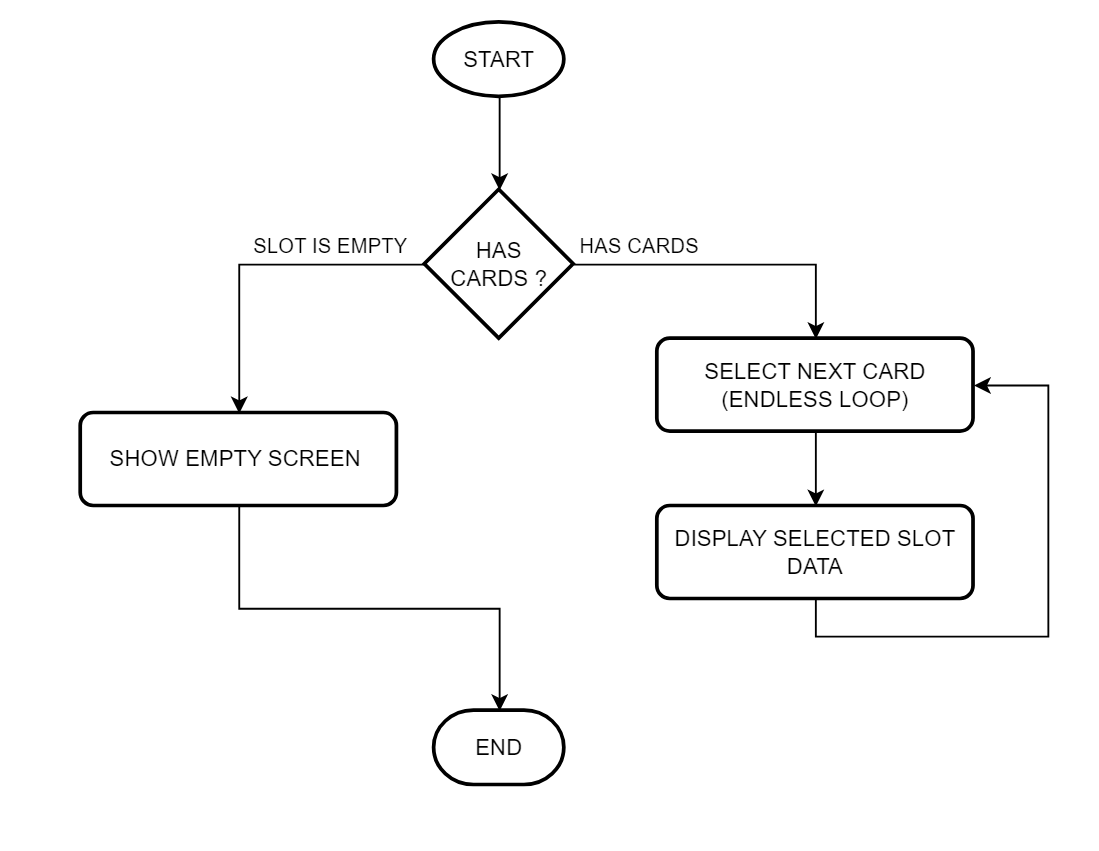 START
SLOT IS EMPTY
HAS
CARDS ?
HAS CARDS
SELECT NEXT CARD
(ENDLESS LOOP)
SHOW EMPTY SCREEN
DISPLAY SELECTED SLOT
DATA
END